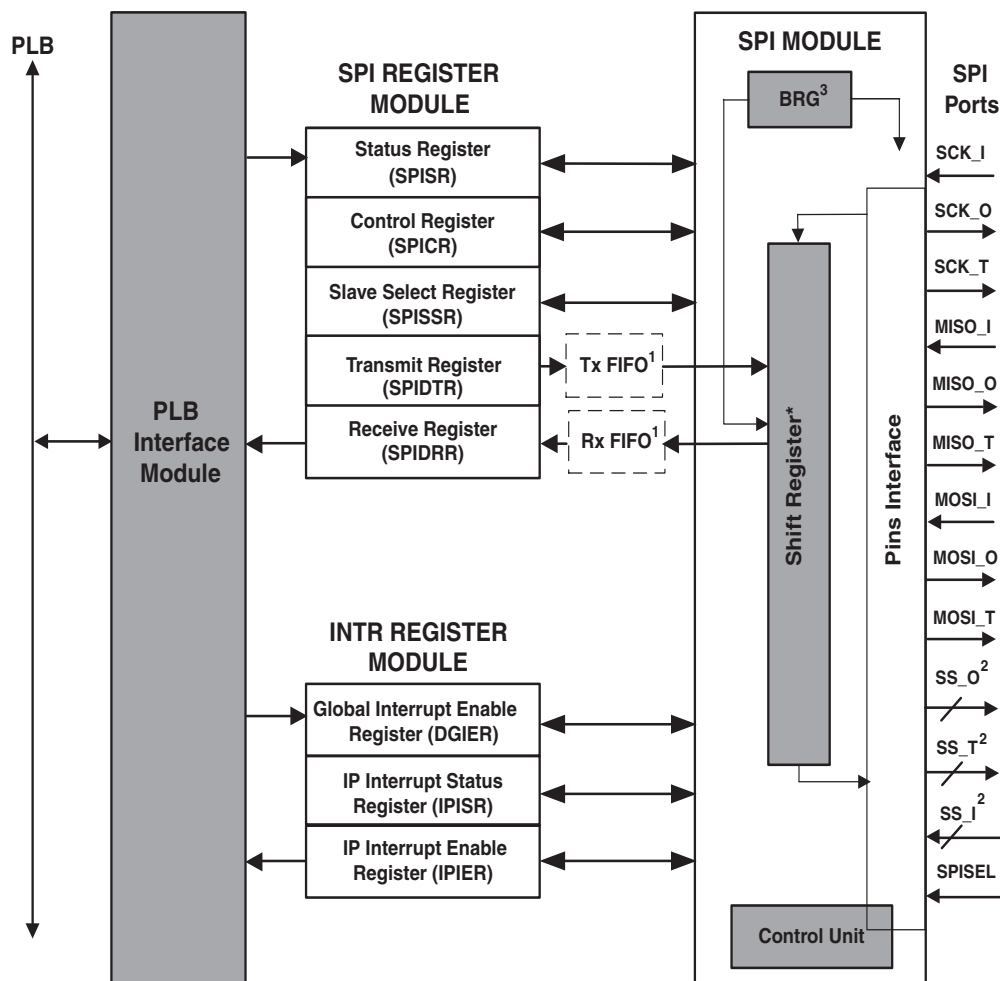 PLB
PLB
Interface
Module
SPI REGISTER
MODULE
Status Register
(SPISR)
Control Register
(SPICR)
Slave Select Register
(SPISSR)
Transmit Register
(SPIDTR)
Receive Register
(SPIDRR)
Tx FIFO¹
Rx FIFO¹
INTR REGISTER
MODULE
Global Interrupt Enable
Register (DGIER)
IP Interrupt Status
Register (IPISR)
IP Interrupt Enable
Register (IPIER)
SPI MODULE
BRG³
Shift Register*
Pins Interface
Control Unit
SPI
Ports
SCK_I
SCK_O
SCK_T
MISO_I
MISO_O
MISO_T
MOSI_I
MOSI_O
MOSI_T
SS_O²
SS_T²
SS_I²
SPISEL